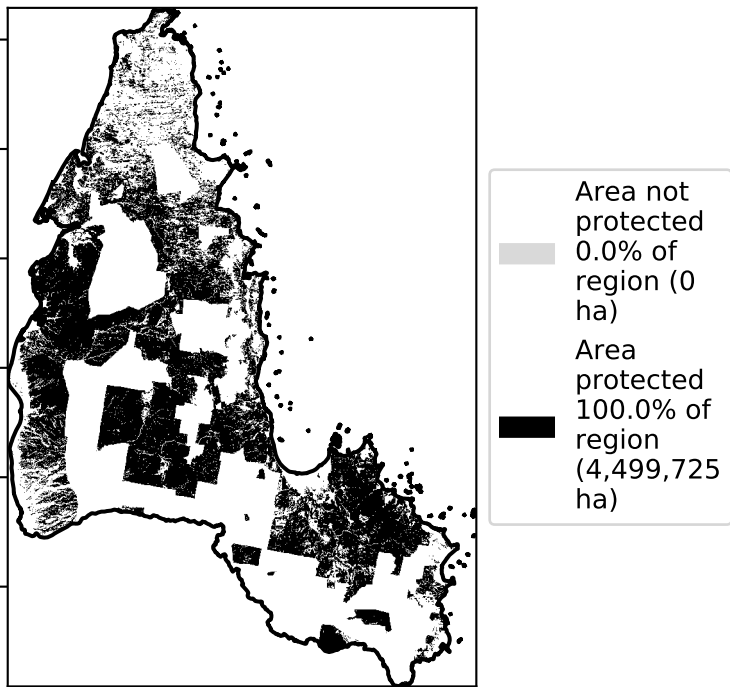 Area not
protected
0.0% of
region (0
ha)
Area
protected
100.0% of
region
(4,499,725
ha)